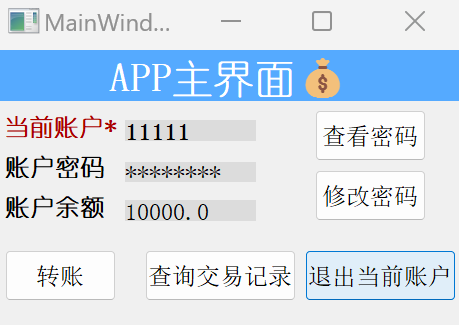 MainWind...
APP主界面💰
当前账户* 11111 查看密码
账户密码 ********
修改密码
账户余额 10000.0
转账 查询交易记录 退出当前账户